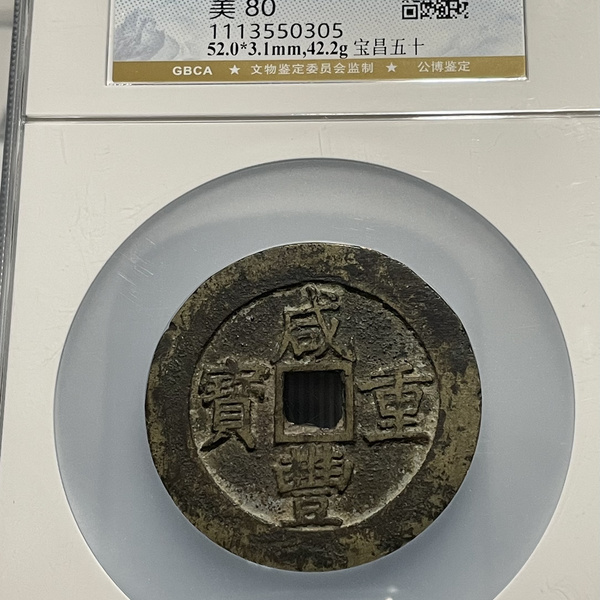 美 80
1113550305
52.0*3.1mm,42.2g 宝昌五十
GBCA ★ 文物鉴定委员会监制 ★ 公博鉴定
咸
寶 重
豐